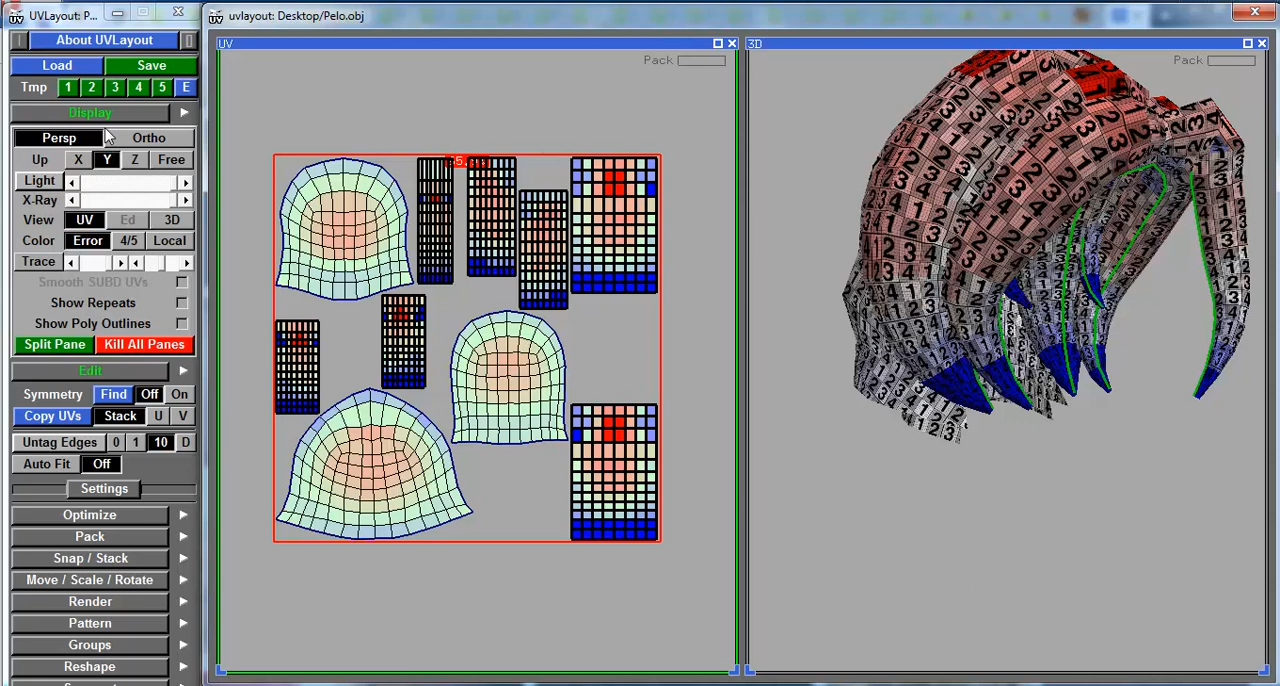 UVLayout: P...
uvlayout: Desktop/Pelo.obj
About UVLayout
UV
3D
Load Save
Pack
Pack
Tmp 1 2 3 4 5 E
Display
Persp Ortho
Up X Y Z Free
Light
X-Ray
View UV Ed 3D
Color Error 4/5 Local
Trace
Smooth SUBD UVs
Show Repeats
Show Poly Outlines
Split Pane Kill All Panes
Edit
Symmetry Find Off On
Copy UVs Stack U V
Untag Edges 0 1 10 D
Auto Fit Off
Settings
Optimize
Pack
Snap / Stack
Move / Scale / Rotate
Render
Pattern
Groups
Reshape